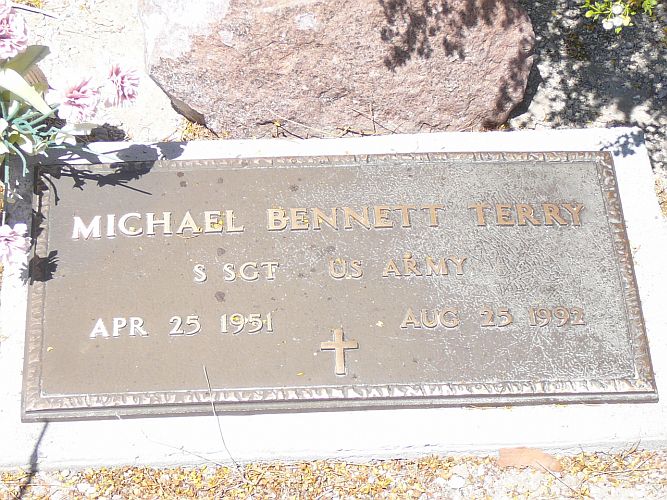 MICHAEL BENNETT TERRY
S SGT US ARMY
APR 25 1951 AUG 25 1992